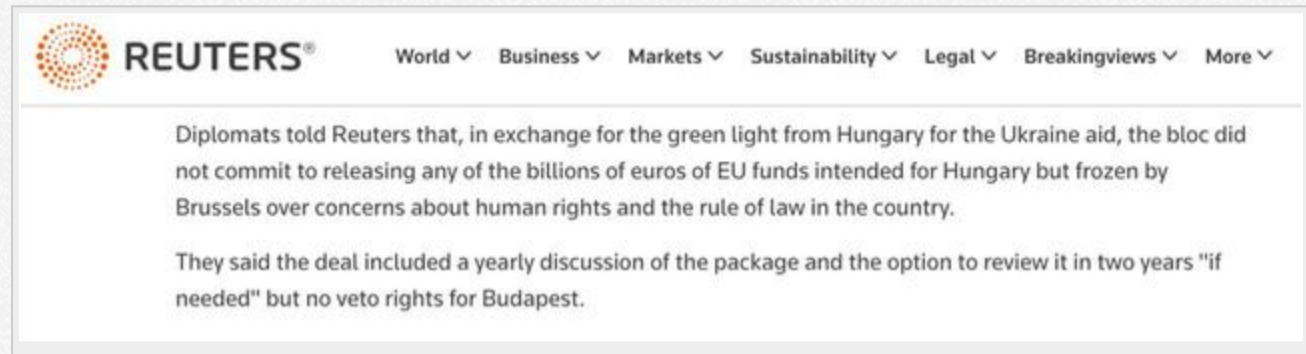 REUTERS®
World Business Markets Sustainability Legal Breakingviews More
Diplomats told Reuters that, in exchange for the green light from Hungary for the Ukraine aid, the bloc did
not commit to releasing any of the billions of euros of EU funds intended for Hungary but frozen by
Brussels over concerns about human rights and the rule of law in the country.
They said the deal included a yearly discussion of the package and the option to review it in two years "if
needed" but no veto rights for Budapest.